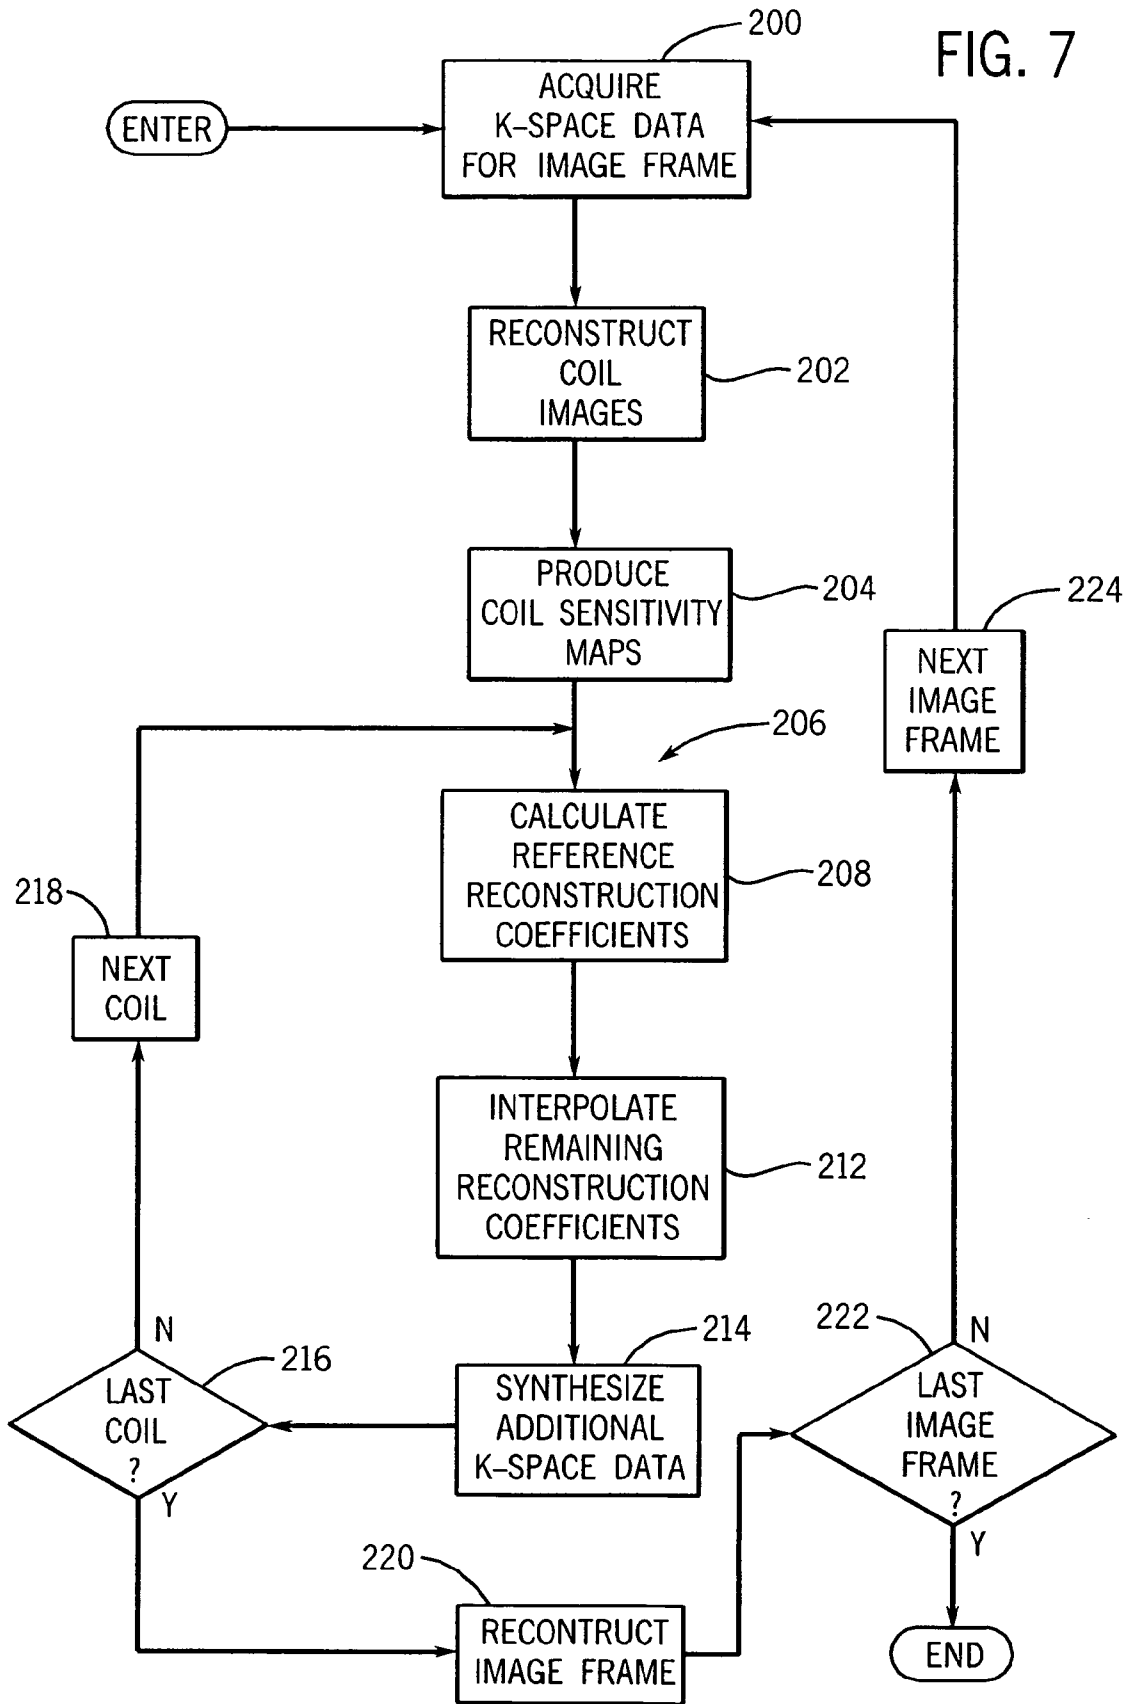 FIG. 7
200
ENTER
ACQUIRE
K-SPACE DATA
FOR IMAGE FRAME
RECONSTRUCT
COIL
IMAGES
202
PRODUCE
COIL SENSITIVITY
MAPS
204
224
NEXT
IMAGE
FRAME
206
CALCULATE
REFERENCE
RECONSTRUCTION
COEFFICIENTS
208
218
NEXT
COIL
INTERPOLATE
REMAINING
RECONSTRUCTION
COEFFICIENTS
212
N
216
LAST
COIL
?
Y
214
SYNTHESIZE
ADDITIONAL
K-SPACE DATA
222
N
LAST
IMAGE
FRAME
?
Y
220
RECONTRUCT
IMAGE FRAME
END